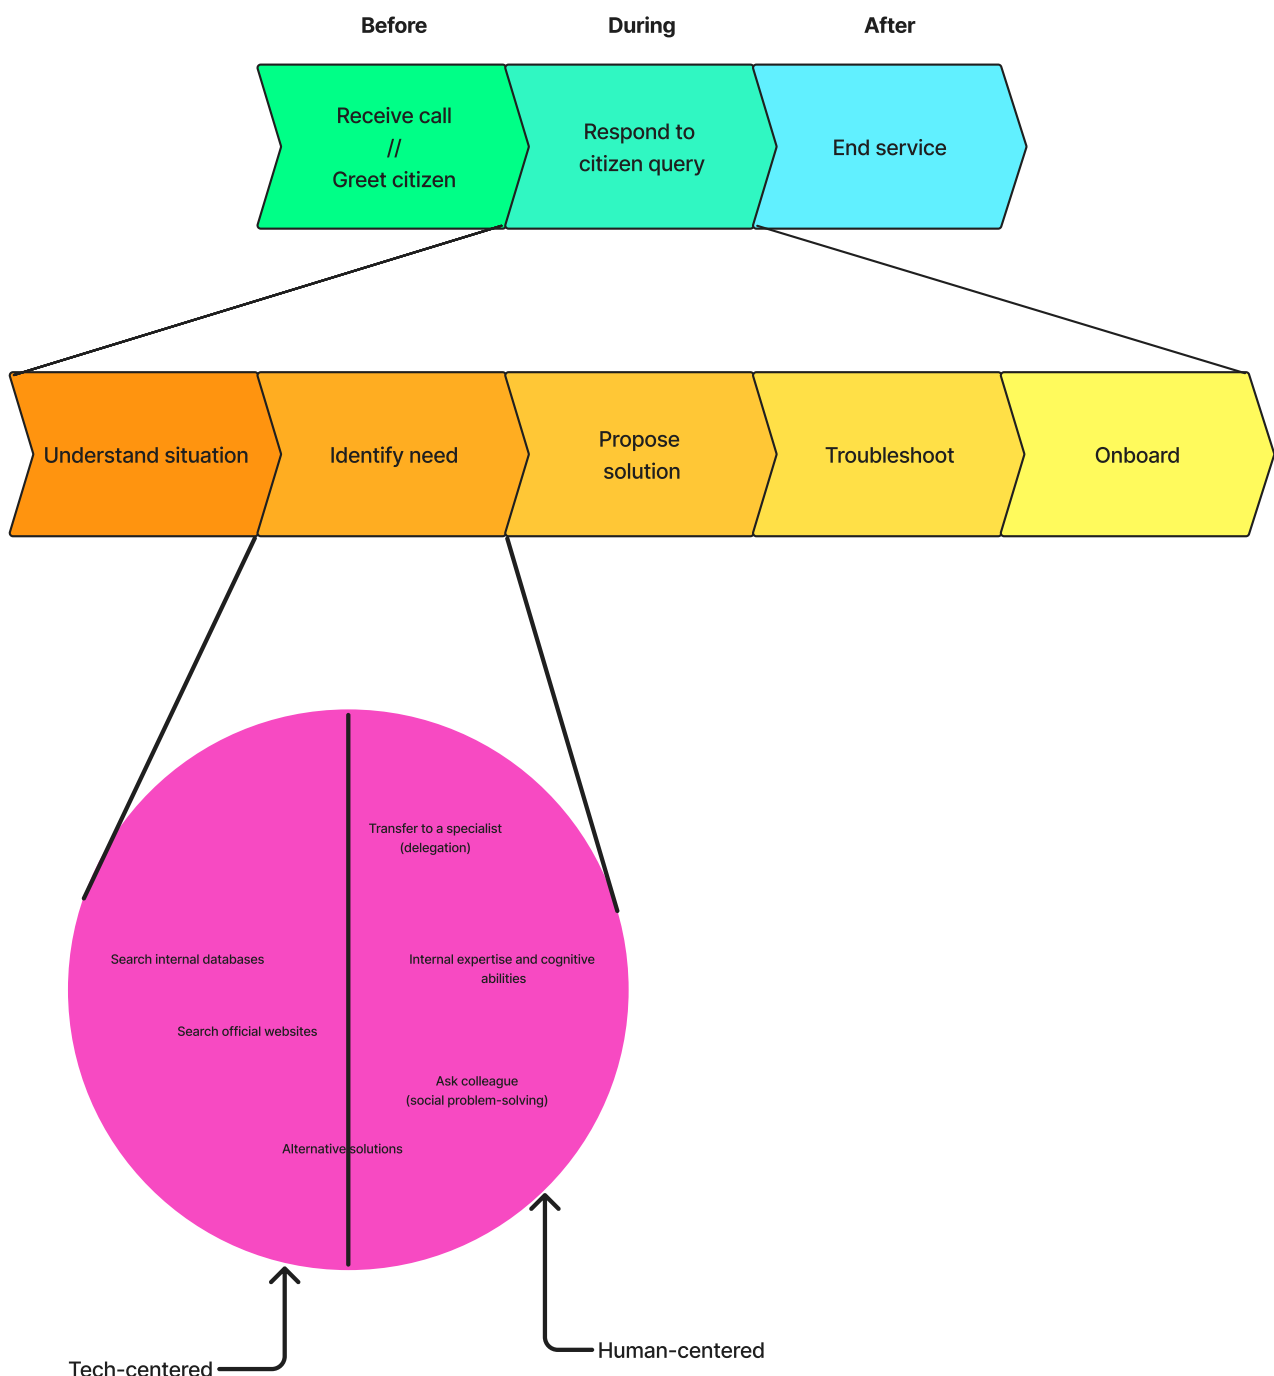 Before
During
After
Receive call
//
Greet citizen
Respond to
citizen query
End service
Understand situation
Identify need
Propose
solution
Troubleshoot
Onboard
Transfer to a specialist
(delegation)
Search internal databases
Internal expertise and cognitive
abilities
Search official websites
Ask colleague
(social problem-solving)
Alternative solutions
Human-centered
Tech-centered